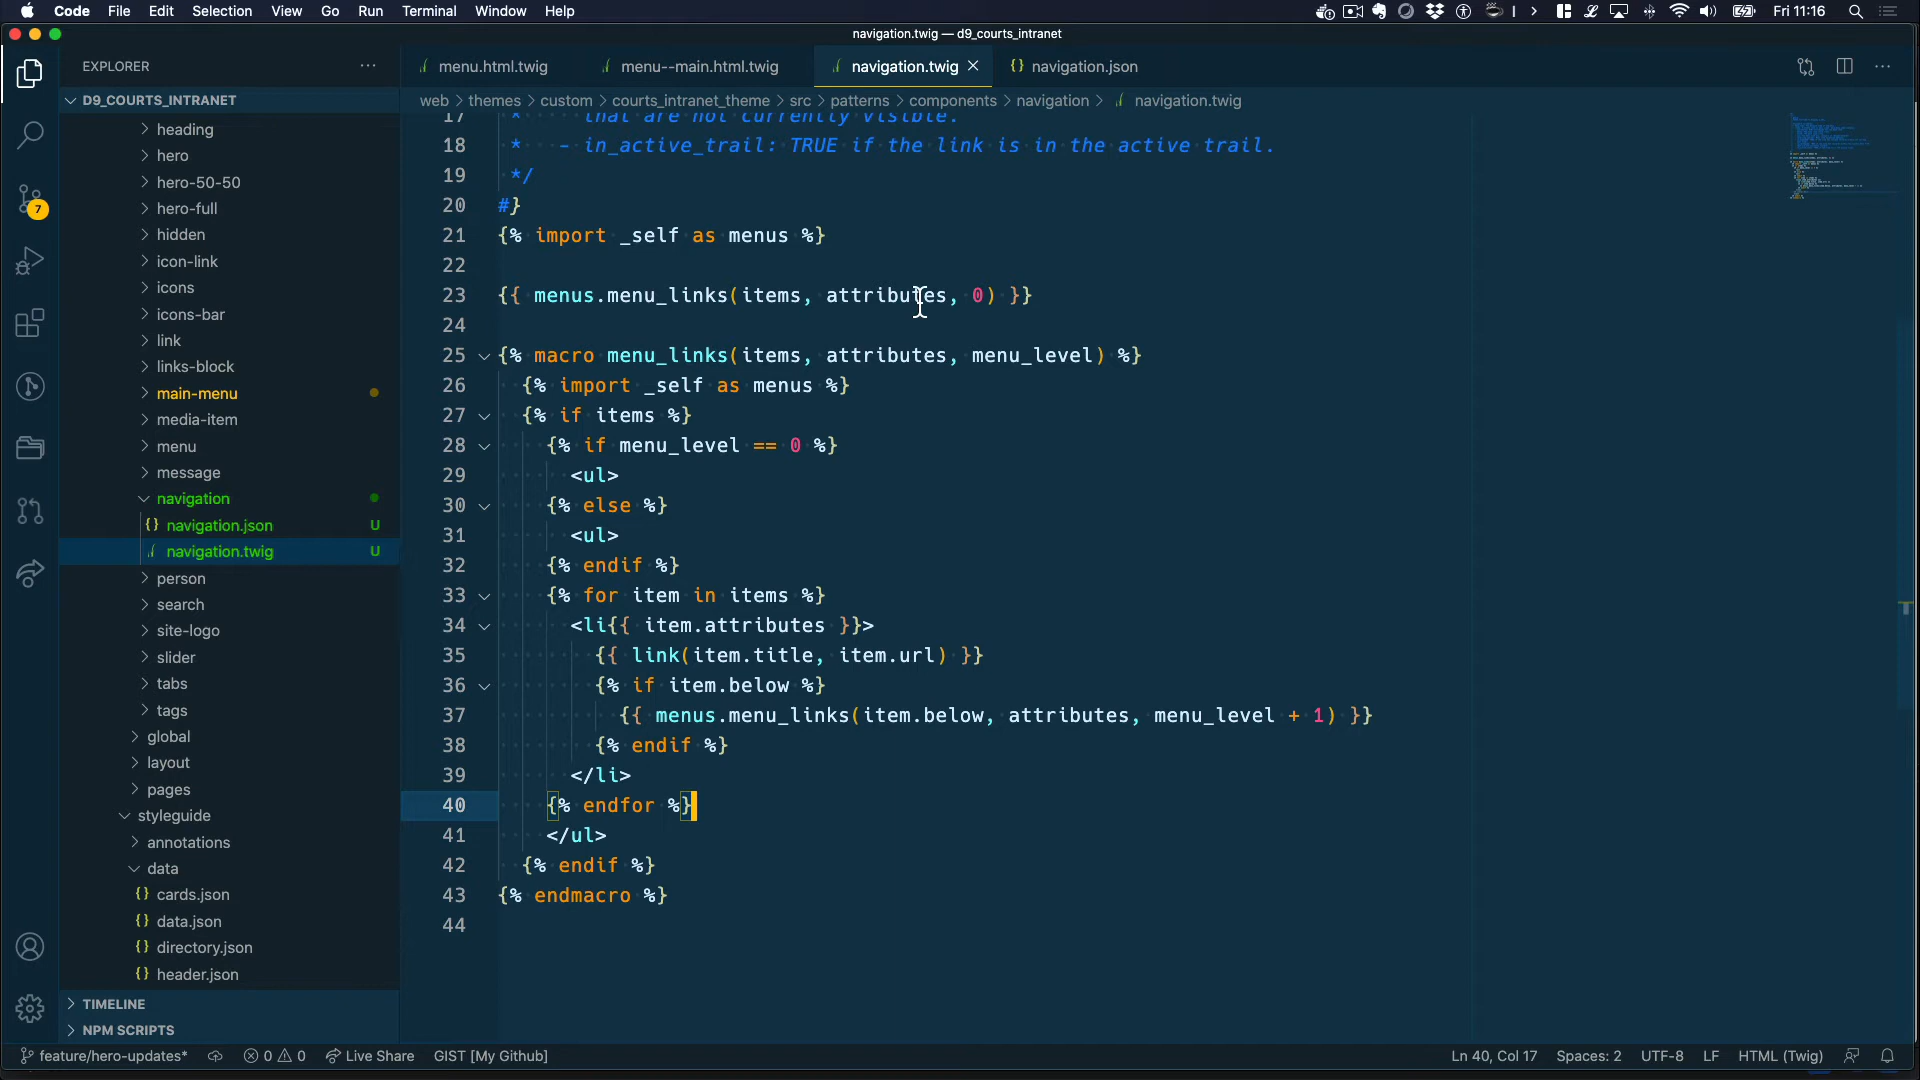 Code File Edit Selection View Go Run Terminal Window Help Fri 11:16
navigation.twig — d9_courts_intranet
EXPLORER
D9_COURTS_INTRANET
heading
hero
hero-50-50
hero-full
hidden
icon-link
icons
icons-bar
link
links-block
main-menu
media-item
menu
message
navigation
navigation.json U
navigation.twig U
person
search
site-logo
slider
tabs
tags
global
layout
pages
styleguide
annotations
data
cards.json
data.json
directory.json
header.json
TIMELINE
NPM SCRIPTS
7
menu.html.twig menu--main.html.twig navigation.twig navigation.json
web > themes > custom > courts_intranet_theme > src > patterns > components > navigation > navigation.twig
17 * that are not currently visible.
18 * - in_active_trail: TRUE if the link is in the active trail.
19 */
20 #}
21 {% import _self as menus %}
22
23 {{ menus.menu_links(items, attributes, 0) }}
24
25 {% macro menu_links(items, attributes, menu_level) %}
26 {% import _self as menus %}
27 {% if items %}
28 {% if menu_level == 0 %}
29 <ul>
30 {% else %}
31 <ul>
32 {% endif %}
33 {% for item in items %}
34 <li{{ item.attributes }}>
35 {{ link(item.title, item.url) }}
36 {% if item.below %}
37 {{ menus.menu_links(item.below, attributes, menu_level + 1) }}
38 {% endif %}
39 </li>
40 {% endfor %}
41 </ul>
42 {% endif %}
43 {% endmacro %}
44
feature/hero-updates* 0 0 Live Share GIST [My Github] Ln 40, Col 17 Spaces: 2 UTF-8 LF HTML (Twig)